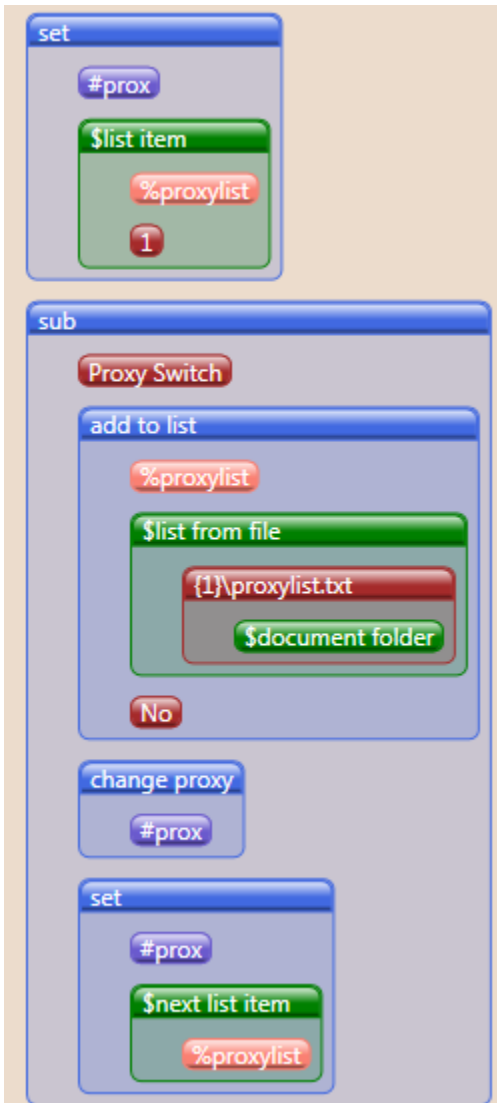 set
#prox
$list item
%proxylist
1
sub
Proxy Switch
add to list
%proxylist
$list from file
{1}\proxylist.txt
$document folder
No
change proxy
#prox
set
#prox
$next list item
%proxylist